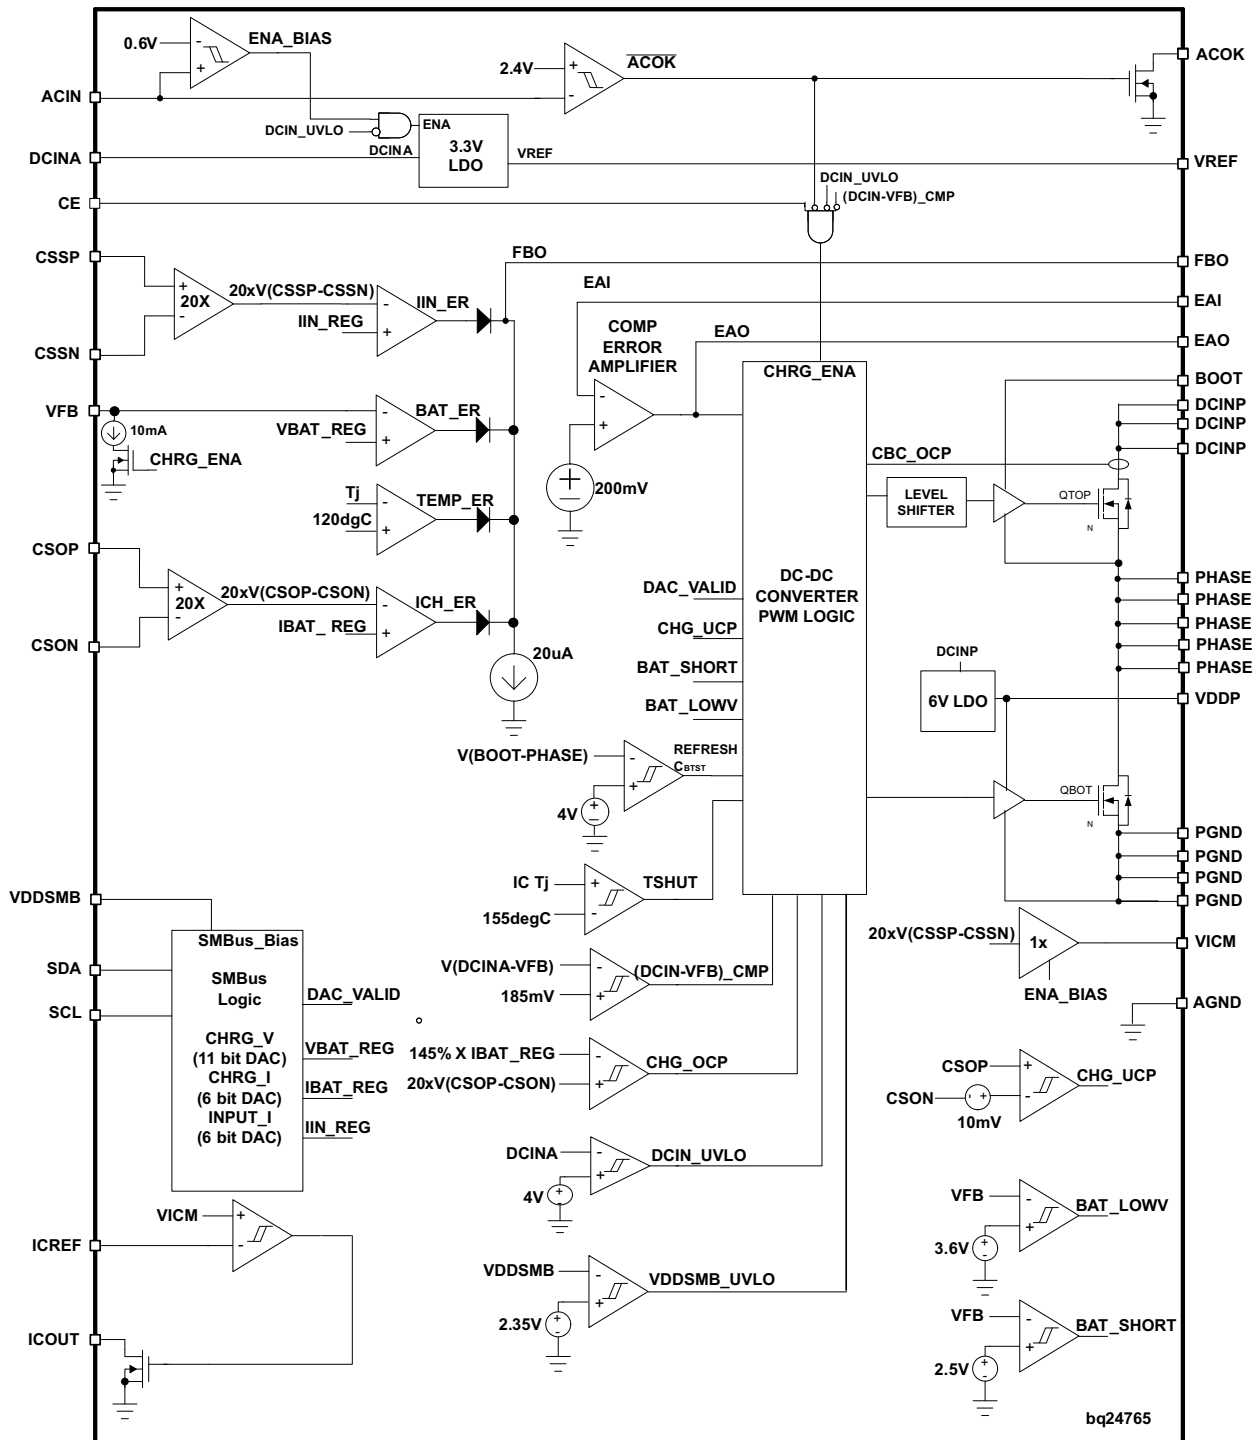 0.6V
-
+
ENA_BIAS
2.4V
+
-
ACOK
ACOK
ACIN
DCIN_UVLO
ENA
DCINA
DCINA
3.3V
LDO
VREF
VREF
CE
DCIN_UVLO
(DCIN-VFB)_CMP
CSSP
+
20X
-
20xV(CSSP-CSSN)
IIN_REG
-
+
IIN_ER
FBO
FBO
EAI
EAI
CSSN
COMP
ERROR
AMPLIFIER
-
+
EAO
EAO
200mV
CHRG_ENA
DC-DC
CONVERTER
PWM LOGIC
BOOT
DCINP
DCINP
DCINP
VFB
10mA
CHRG_ENA
VBAT_REG
-
+
BAT_ER
CBC_OCP
LEVEL
SHIFTER
QTOP
N
Tj
120dgC
-
+
TEMP_ER
CSOP
+
20X
-
20xV(CSOP-CSON)
IBAT_ REG
-
+
ICH_ER
CSON
20uA
DAC_VALID
CHG_UCP
BAT_SHORT
BAT_LOWV
PHASE
PHASE
PHASE
PHASE
PHASE
DCINP
6V LDO
VDDP
V(BOOT-PHASE)
-
+
4V
REFRESH
CBTST
QBOT
N
PGND
PGND
PGND
PGND
IC Tj
155degC
+
-
TSHUT
VDDSMB
SMBus_Bias
SMBus
Logic
SDA
SCL
DAC_VALID
CHRG_V
(11 bit DAC)
VBAT_REG
CHRG_I
(6 bit DAC)
IBAT_REG
INPUT_I
(6 bit DAC)
IIN_REG
V(DCINA-VFB)
185mV
-
+
(DCIN-VFB)_CMP
20xV(CSSP-CSSN)
1x
ENA_BIAS
VICM
AGND
145% X IBAT_REG
20xV(CSOP-CSON)
-
+
CHG_OCP
CSOP
CSON
10mV
+
-
CHG_UCP
DCINA
4V
-
+
DCIN_UVLO
VICM
+
-
ICREF
VFB
3.6V
-
+
BAT_LOWV
VDDSMB
2.35V
-
+
VDDSMB_UVLO
ICOUT
VFB
2.5V
-
+
BAT_SHORT
bq24765